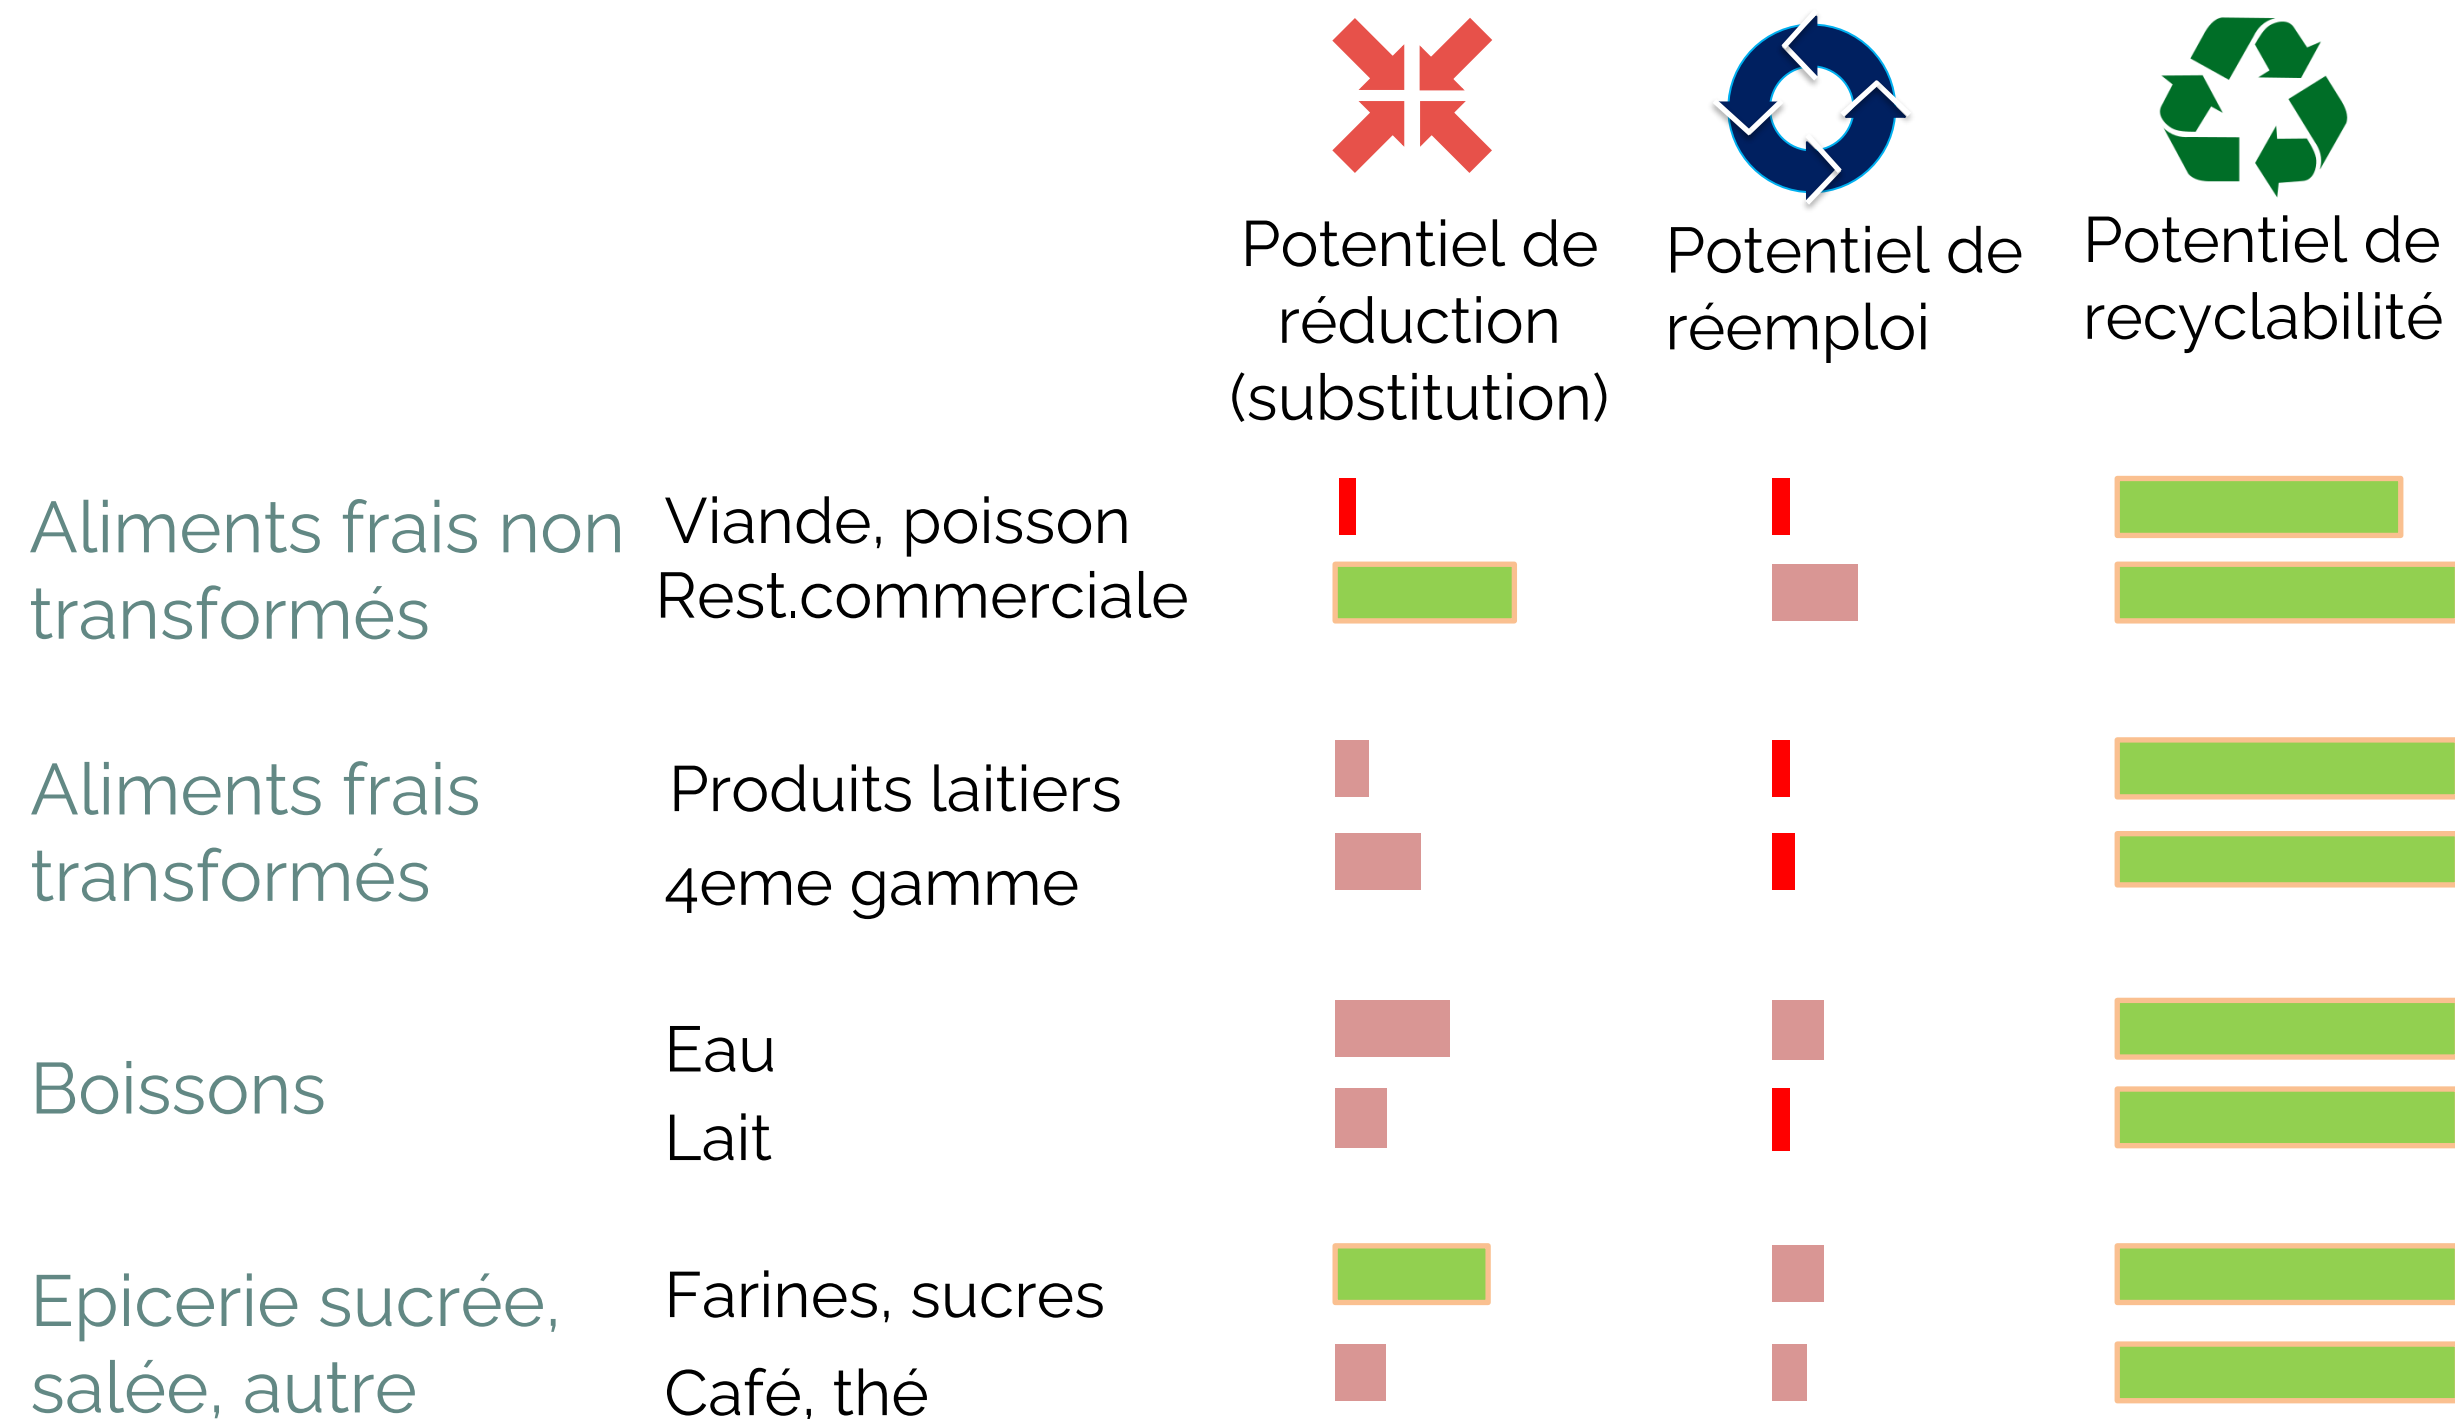 Potentiel de
réduction
(substitution)
Potentiel de
réemploi
Potentiel de
recyclabilité
Aliments frais non
transformés
Viande, poisson
Rest.commerciale
Aliments frais
transformés
Produits laitiers
4eme gamme
Boissons
Eau
Lait
Epicerie sucrée,
salée, autre
Farines, sucres
Café, thé